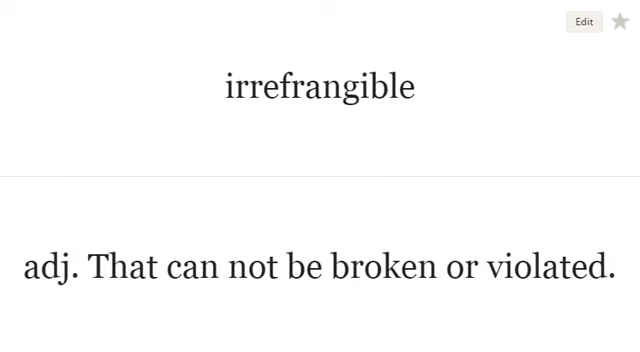 Edit
irrefrangible
adj. That can not be broken or violated.